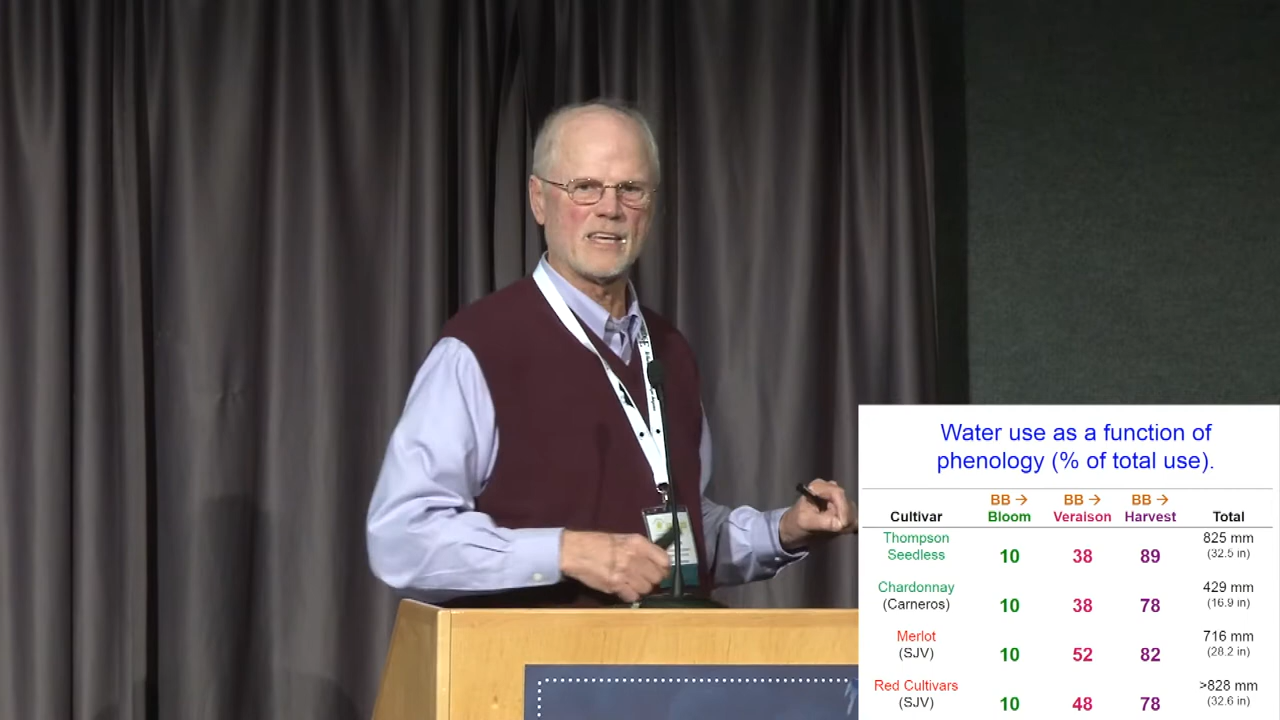 Water use as a function of
phenology (% of total use).
BB → BB → BB →
Cultivar Bloom Veraison Harvest Total
Thompson Seedless 10 38 89 825 mm (32.5 in)
Chardonnay (Carneros) 10 38 78 429 mm (16.9 in)
Merlot (SJV) 10 52 82 716 mm (28.2 in)
Red Cultivars (SJV) 10 48 78 >828 mm (32.6 in)